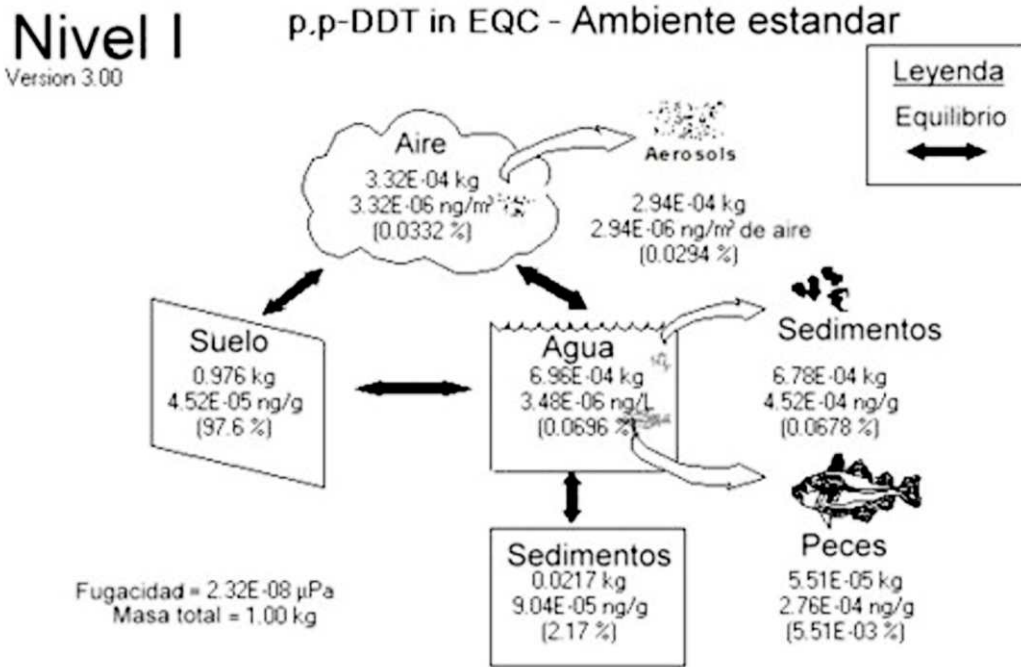 Nivel I
Version 3.00
p,p-DDT in EQC - Ambiente estandar
Leyenda
Equilibrio
Aire
3.32E-04 kg
3.32E-06 ng/m³
(0.0332 %)
Aerosols
2.94E-04 kg
2.94E-06 ng/m³ de aire
(0.0294 %)
Suelo
0.976 kg
4.52E-05 ng/g
(97.6 %)
Agua
6.96E-04 kg
3.48E-06 ng/L
(0.0696 %)
Sedimentos
6.78E-04 kg
4.52E-04 ng/g
(0.0678 %)
Sedimentos
0.0217 kg
9.04E-05 ng/g
(2.17 %)
Peces
5.51E-05 kg
2.76E-04 ng/g
(5.51E-03 %)
Fugacidad = 2.32E-08 µPa
Masa total = 1.00 kg